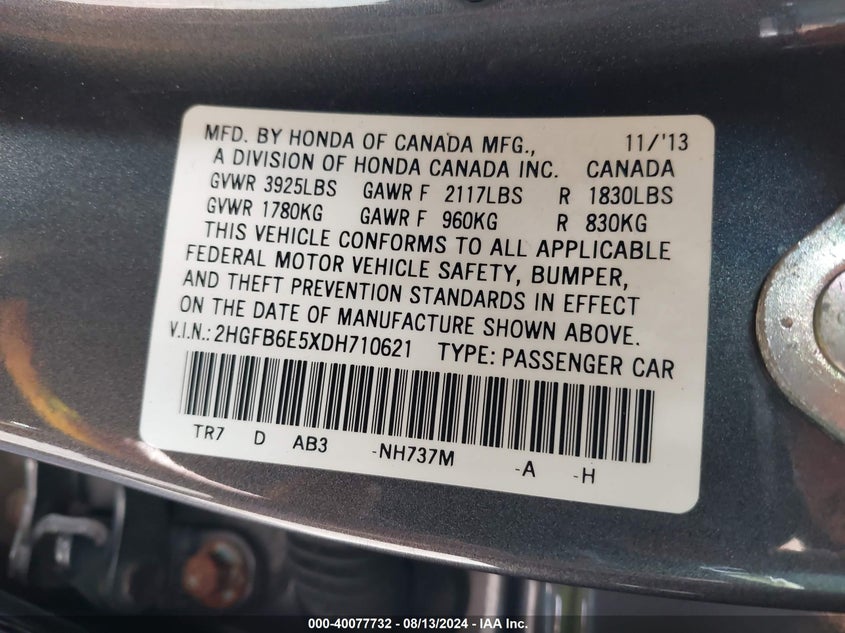 MFD. BY HONDA OF CANADA MFG., 11/'13
A DIVISION OF HONDA CANADA INC. CANADA
GVWR 3925LBS GAWR F 2117LBS R 1830LBS
GVWR 1780KG GAWR F 960KG R 830KG
THIS VEHICLE CONFORMS TO ALL APPLICABLE
FEDERAL MOTOR VEHICLE SAFETY, BUMPER,
AND THEFT PREVENTION STANDARDS IN EFFECT
ON THE DATE OF MANUFACTURE SHOWN ABOVE.
V.I.N.: 2HGFB6E5XDH710621 TYPE: PASSENGER CAR
TR7 D AB3 -NH737M -A -H
000-40077732 - 08/13/2024 - IAA Inc.